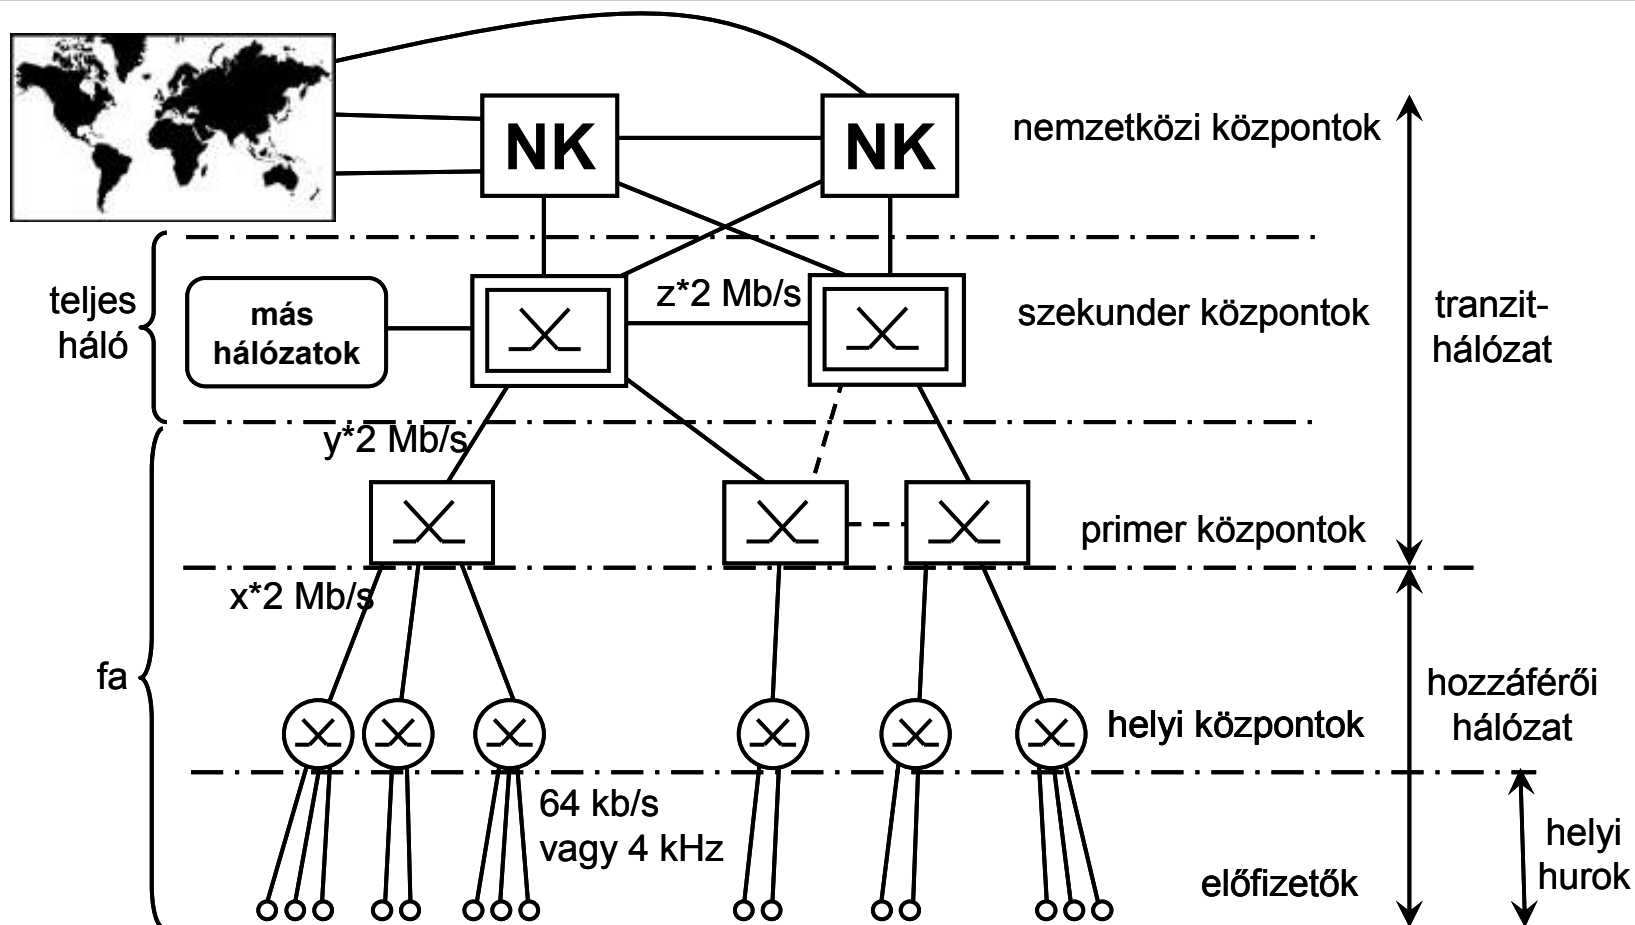 NK
NK
nemzetközi központok
teljes
háló
más
hálózatok
z*2 Mb/s
szekunder központok
tranzit-
hálózat
y*2 Mb/s
primer központok
x*2 Mb/s
fa
helyi központok
hozzáférői
hálózat
64 kb/s
vagy 4 kHz
előfizetők
helyi
hurok